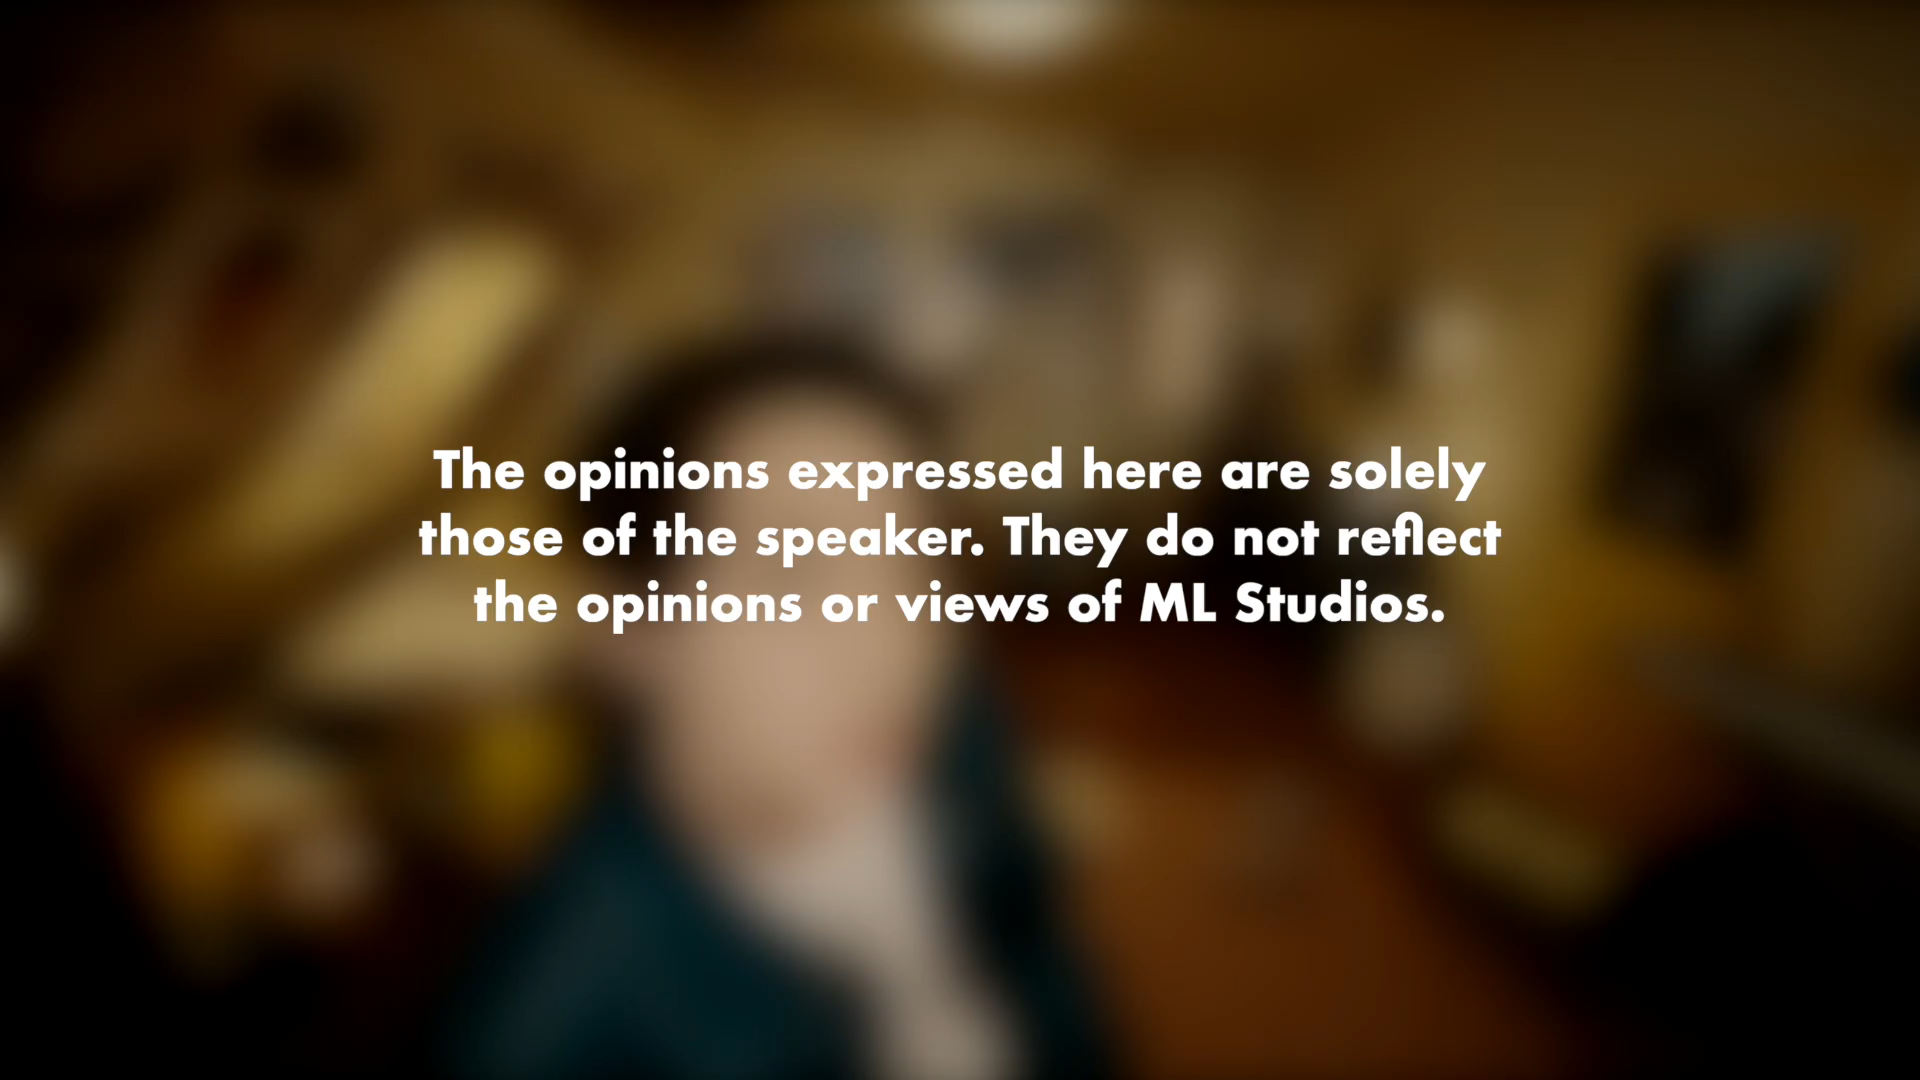 The opinions expressed here are solely
those of the speaker. They do not reflect
the opinions or views of ML Studios.